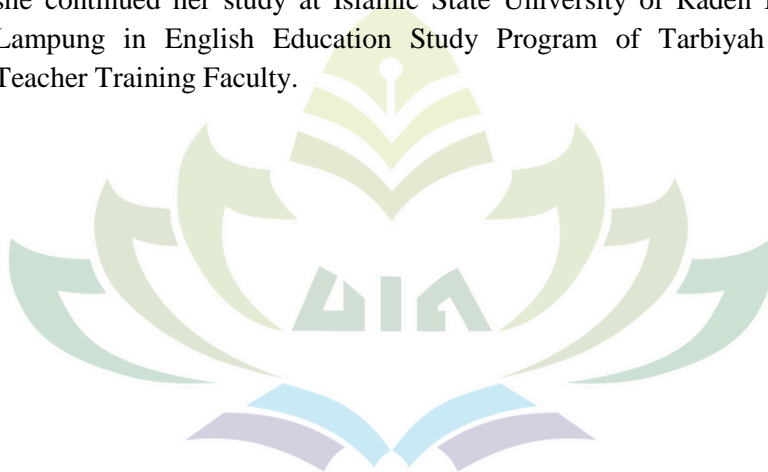 she continued her study at Islamic State University of Raden
Lampung in English Education Study Program of Tarbiyah
Teacher Training Faculty.
UIN